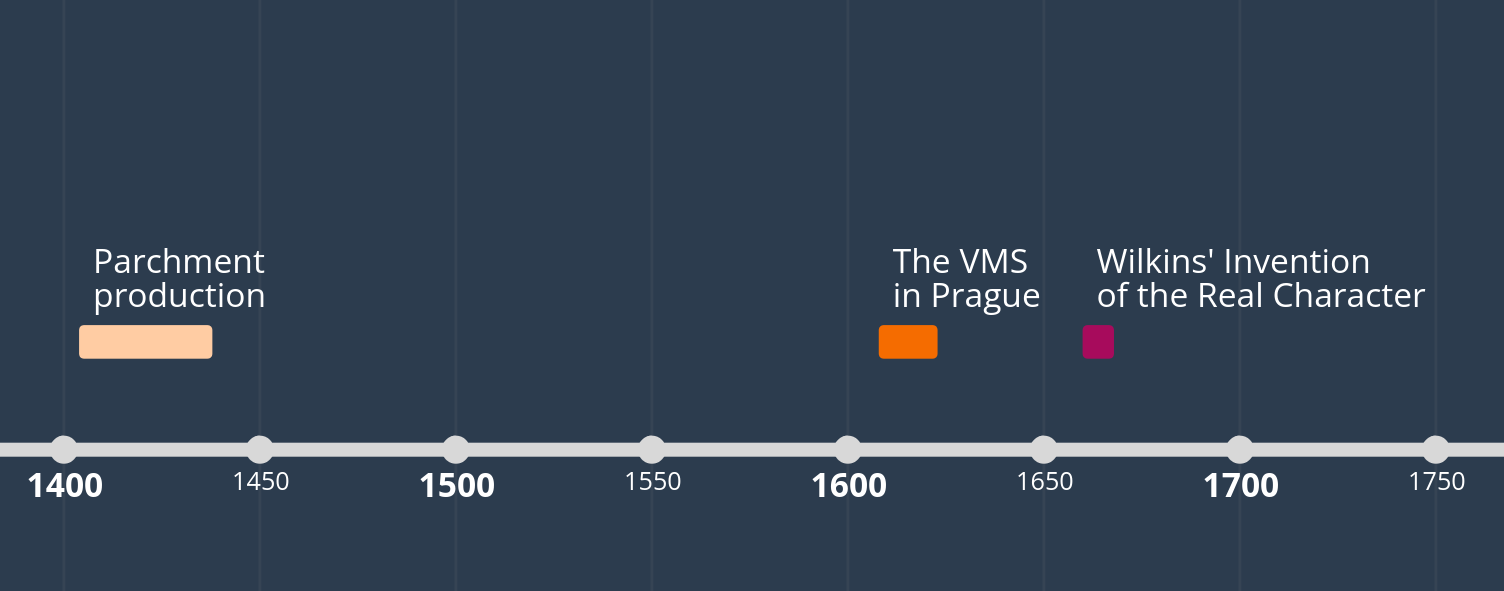 Parchment
production
The VMS
in Prague
Wilkins' Invention
of the Real Character
1400
1450
1500
1550
1600
1650
1700
1750